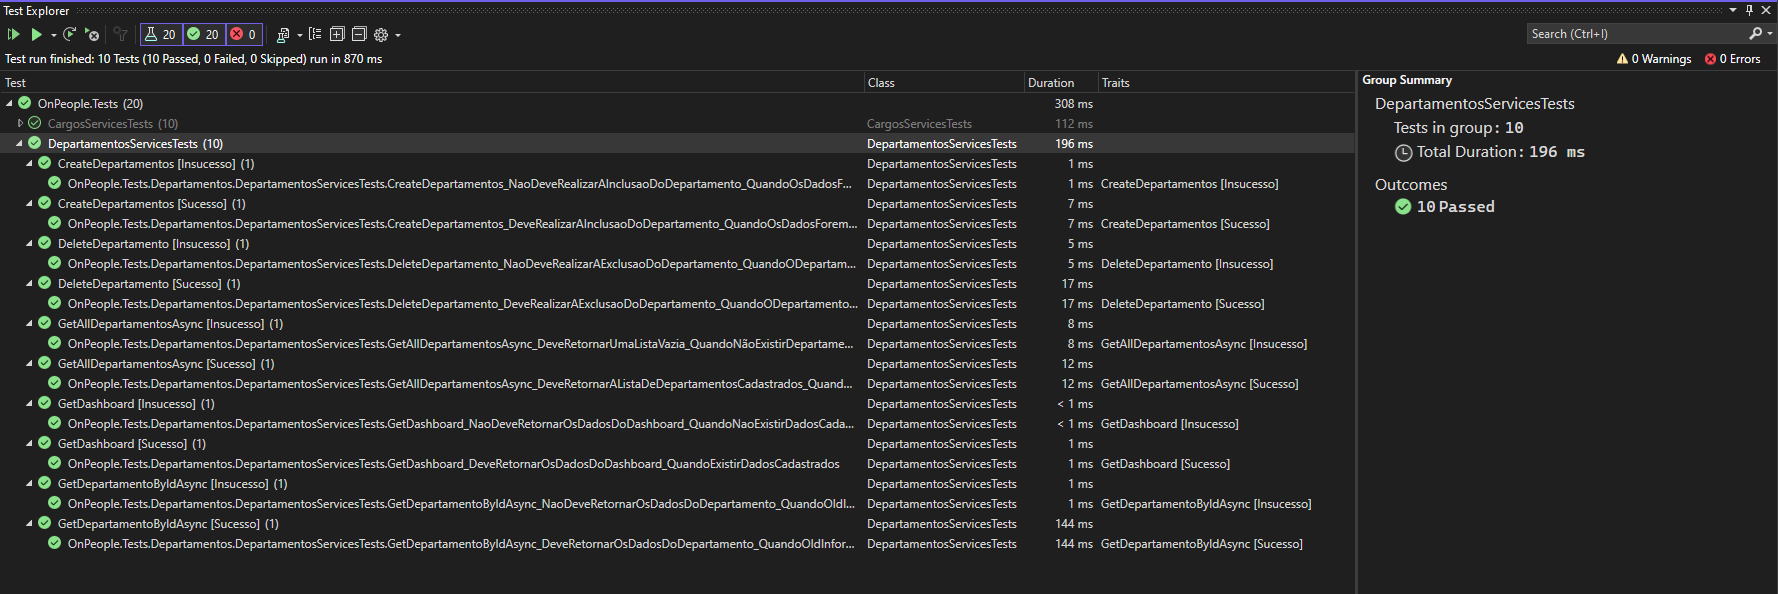 Test Explorer
20 20 0
Search (Ctrl+I)
Test run finished: 10 Tests (10 Passed, 0 Failed, 0 Skipped) run in 870 ms
0 Warnings 0 Errors
Test Class Duration Traits
OnPeople.Tests (20) 308 ms
CargosServicesTests (10) CargosServicesTests 112 ms
DepartamentosServicesTests (10) DepartamentosServicesTests 196 ms
CreateDepartamentos [Insucesso] (1) DepartamentosServicesTests 1 ms
OnPeople.Tests.Departamentos.DepartamentosServicesTests.CreateDepartamentos_NaoDeveRealizarAInclusaoDoDepartamento_QuandoOsDadosF... DepartamentosServicesTests 1 ms CreateDepartamentos [Insucesso]
CreateDepartamentos [Sucesso] (1) DepartamentosServicesTests 7 ms
OnPeople.Tests.Departamentos.DepartamentosServicesTests.CreateDepartamentos_DeveRealizarAInclusaoDoDepartamento_QuandoOsDadosForem... DepartamentosServicesTests 7 ms CreateDepartamentos [Sucesso]
DeleteDepartamento [Insucesso] (1) DepartamentosServicesTests 5 ms
OnPeople.Tests.Departamentos.DepartamentosServicesTests.DeleteDepartamento_NaoDeveRealizarAExclusaoDoDepartamento_QuandoODepartam... DepartamentosServicesTests 5 ms DeleteDepartamento [Insucesso]
DeleteDepartamento [Sucesso] (1) DepartamentosServicesTests 17 ms
OnPeople.Tests.Departamentos.DepartamentosServicesTests.DeleteDepartamento_DeveRealizarAExclusaoDoDepartamento_QuandoODepartamento... DepartamentosServicesTests 17 ms DeleteDepartamento [Sucesso]
GetAllDepartamentosAsync [Insucesso] (1) DepartamentosServicesTests 8 ms
OnPeople.Tests.Departamentos.DepartamentosServicesTests.GetAllDepartamentosAsync_DeveRetornarUmaListaVazia_QuandoNãoExistirDepartame... DepartamentosServicesTests 8 ms GetAllDepartamentosAsync [Insucesso]
GetAllDepartamentosAsync [Sucesso] (1) DepartamentosServicesTests 12 ms
OnPeople.Tests.Departamentos.DepartamentosServicesTests.GetAllDepartamentosAsync_DeveRetornarAListaDeDepartamentosCadastrados_Quand... DepartamentosServicesTests 12 ms GetAllDepartamentosAsync [Sucesso]
GetDashboard [Insucesso] (1) DepartamentosServicesTests < 1 ms
OnPeople.Tests.Departamentos.DepartamentosServicesTests.GetDashboard_NaoDeveRetornarOsDadosDoDashboard_QuandoNaoExistirDadosCada... DepartamentosServicesTests < 1 ms GetDashboard [Insucesso]
GetDashboard [Sucesso] (1) DepartamentosServicesTests 1 ms
OnPeople.Tests.Departamentos.DepartamentosServicesTests.GetDashboard_DeveRetornarOsDadosDoDashboard_QuandoExistirDadosCadastrados DepartamentosServicesTests 1 ms GetDashboard [Sucesso]
GetDepartamentoByIdAsync [Insucesso] (1) DepartamentosServicesTests 1 ms
OnPeople.Tests.Departamentos.DepartamentosServicesTests.GetDepartamentoByIdAsync_NaoDeveRetornarOsDadosDoDepartamento_QuandoOIdI... DepartamentosServicesTests 1 ms GetDepartamentoByIdAsync [Insucesso]
GetDepartamentoByIdAsync [Sucesso] (1) DepartamentosServicesTests 144 ms
OnPeople.Tests.Departamentos.DepartamentosServicesTests.GetDepartamentoByIdAsync_DeveRetornarOsDadosDoDepartamento_QuandoOIdInfor... DepartamentosServicesTests 144 ms GetDepartamentoByIdAsync [Sucesso]
Group Summary
DepartamentosServicesTests
Tests in group: 10
Total Duration: 196 ms
Outcomes
10 Passed